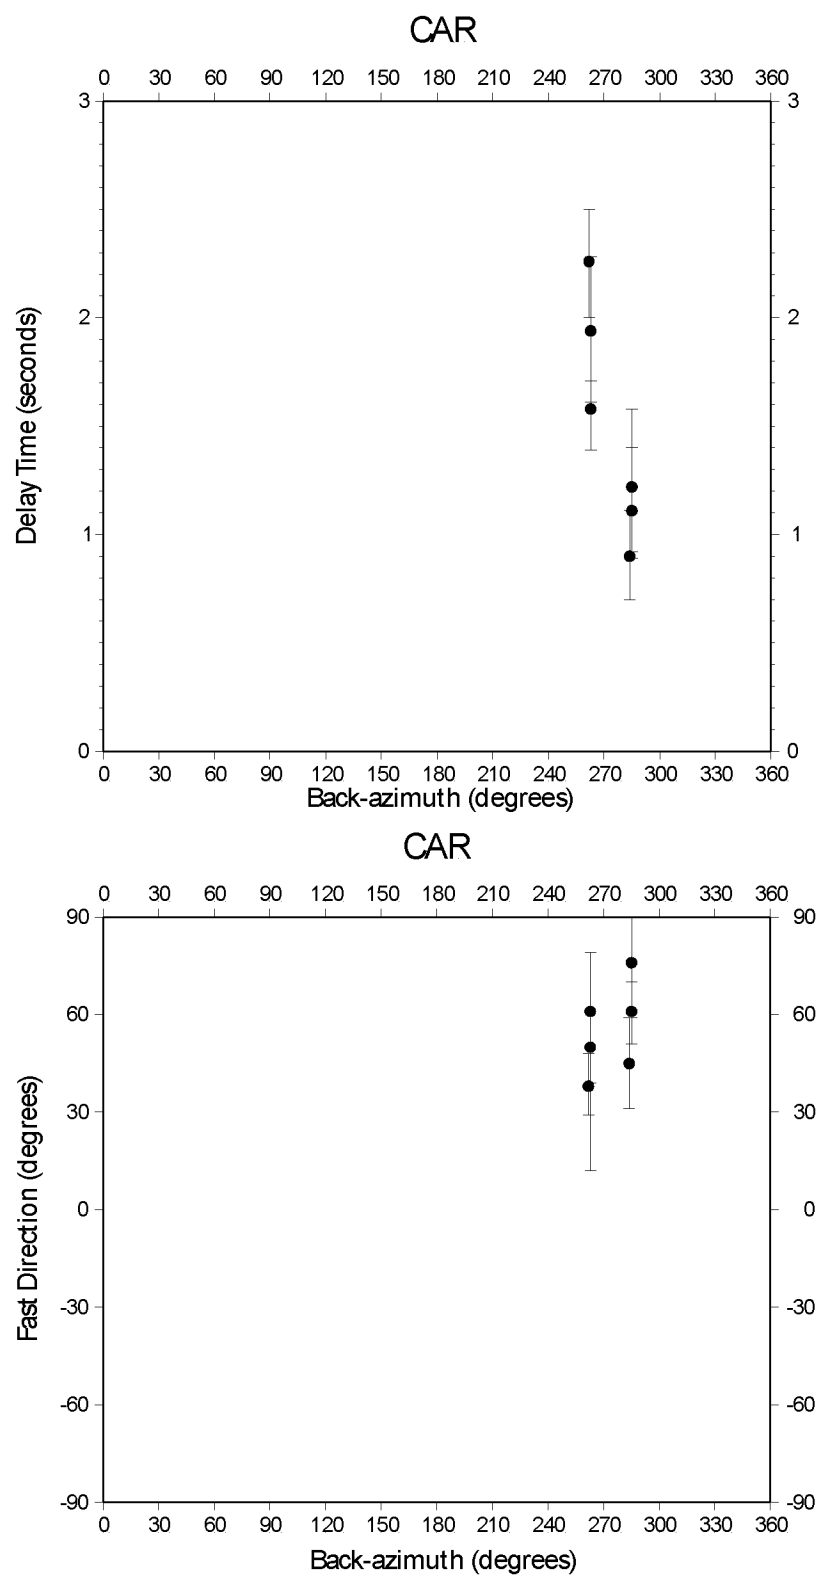 CAR
0 30 60 90 120 150 180 210 240 270 300 330 360
3 3
2 2
Delay Time (seconds)
1 1
0 0
0 30 60 90 120 150 180 210 240 270 300 330 360
Back-azimuth (degrees)
CAR
0 30 60 90 120 150 180 210 240 270 300 330 360
90 90
60 60
30 30
Fast Direction (degrees)
0 0
-30 -30
-60 -60
-90 -90
0 30 60 90 120 150 180 210 240 270 300 330 360
Back-azimuth (degrees)